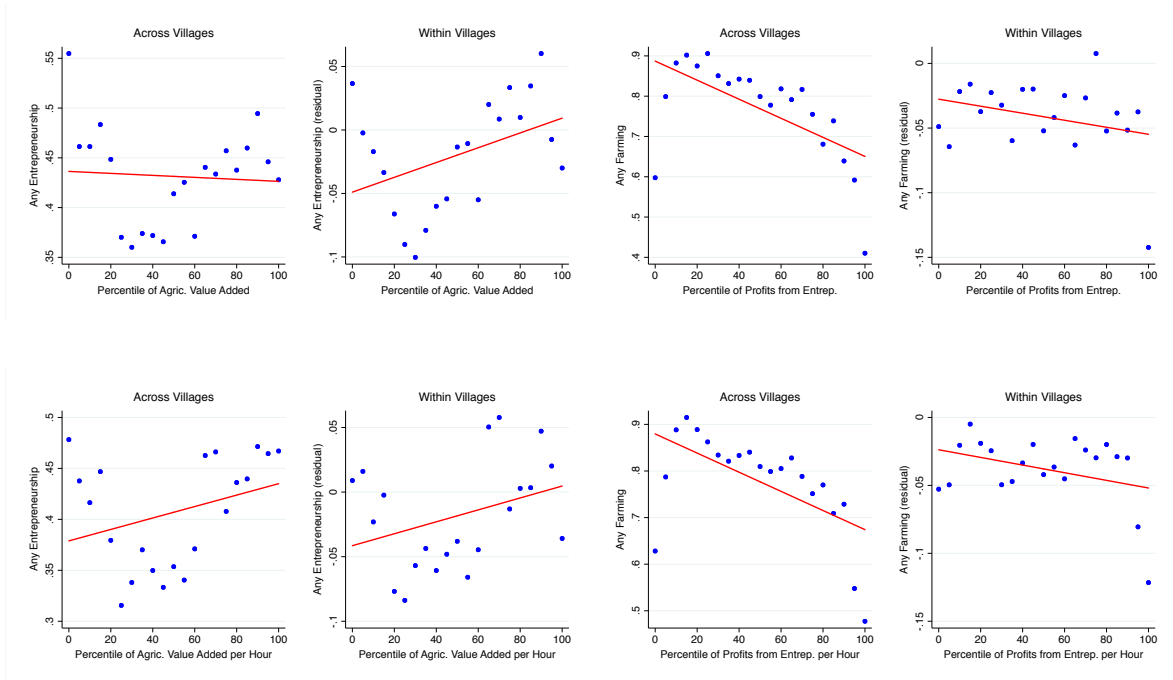 Across Villages
Any Entrepreneurship
.55
.5
.45
.4
.35
0 20 40 60 80 100
Percentile of Agric. Value Added
Within Villages
Any Entrepreneurship (residual)
.05
0
-.05
-.1
0 20 40 60 80 100
Percentile of Agric. Value Added
Across Villages
Any Farming
.9
.8
.7
.6
.5
.4
0 20 40 60 80 100
Percentile of Profits from Entrep.
Within Villages
Any Farming (residual)
0
-.05
-.1
-.15
0 20 40 60 80 100
Percentile of Profits from Entrep.
Across Villages
Any Entrepreneurship
.5
.45
.4
.35
.3
0 20 40 60 80 100
Percentile of Agric. Value Added per Hour
Within Villages
Any Entrepreneurship (residual)
.05
0
-.05
-.1
0 20 40 60 80 100
Percentile of Agric. Value Added per Hour
Across Villages
Any Farming
.9
.8
.7
.6
.5
0 20 40 60 80 100
Percentile of Profits from Entrep. per Hour
Within Villages
Any Farming (residual)
0
-.05
-.1
-.15
0 20 40 60 80 100
Percentile of Profits from Entrep. per Hour